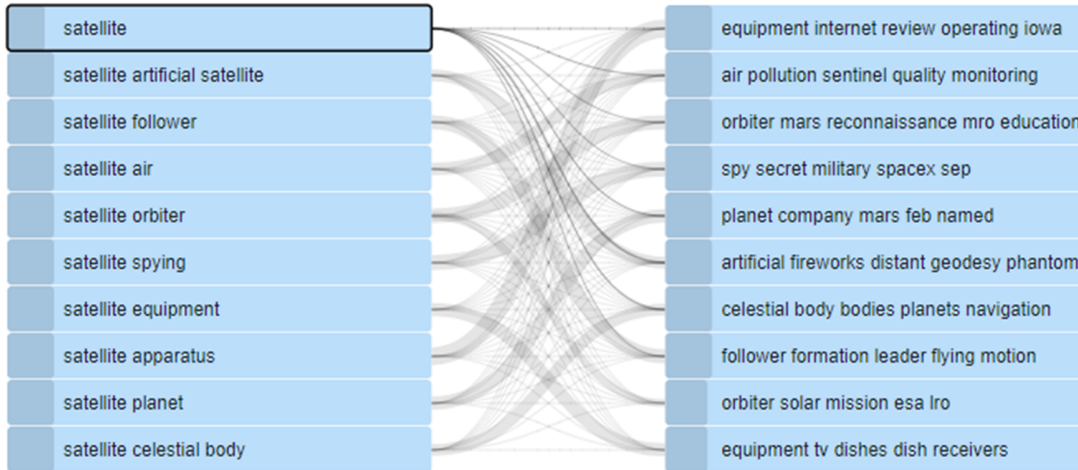 satellite
satellite artificial satellite
satellite follower
satellite air
satellite orbiter
satellite spying
satellite equipment
satellite apparatus
satellite planet
satellite celestial body
equipment internet review operating iowa
air pollution sentinel quality monitoring
orbiter mars reconnaissance mro education
spy secret military spacex sep
planet company mars feb named
artificial fireworks distant geodesy phantom
celestial body bodies planets navigation
follower formation leader flying motion
orbiter solar mission esa lro
equipment tv dishes dish receivers